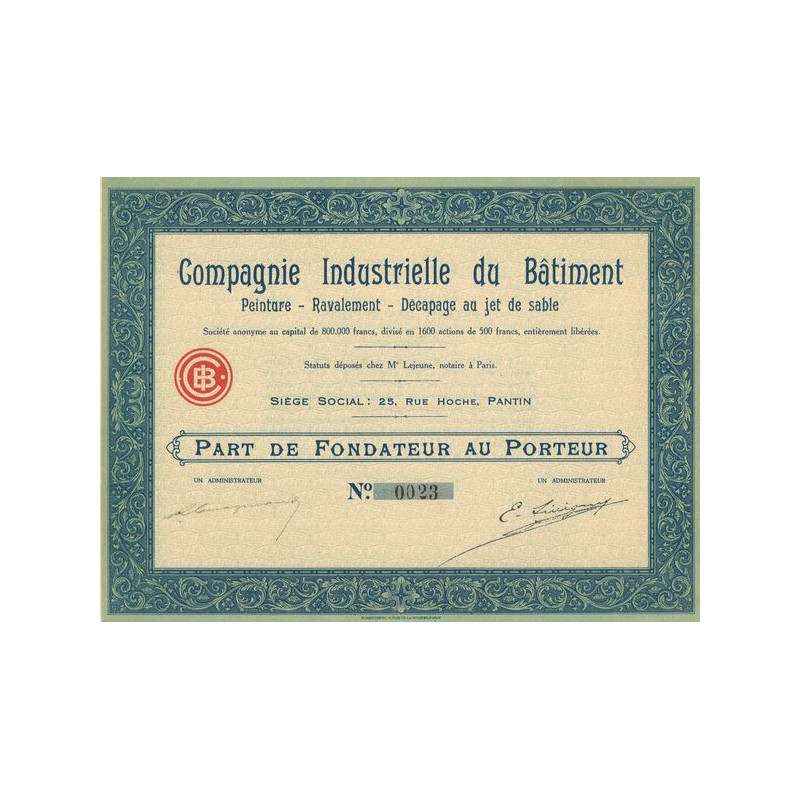 Compagnie Industrielle du Bâtiment
Peinture - Ravalement - Décapage au jet de sable
Société anonyme au capital de 800.000 francs, divisé en 1600 actions de 500 francs, entièrement libérées.
Statuts déposés chez Mᵉ Lejeune, notaire à Paris.
CIB
SIÈGE SOCIAL: 25, RUE HOCHE, PANTIN
PART DE FONDATEUR AU PORTEUR
UN ADMINISTRATEUR
UN ADMINISTRATEUR
Nº. 0023